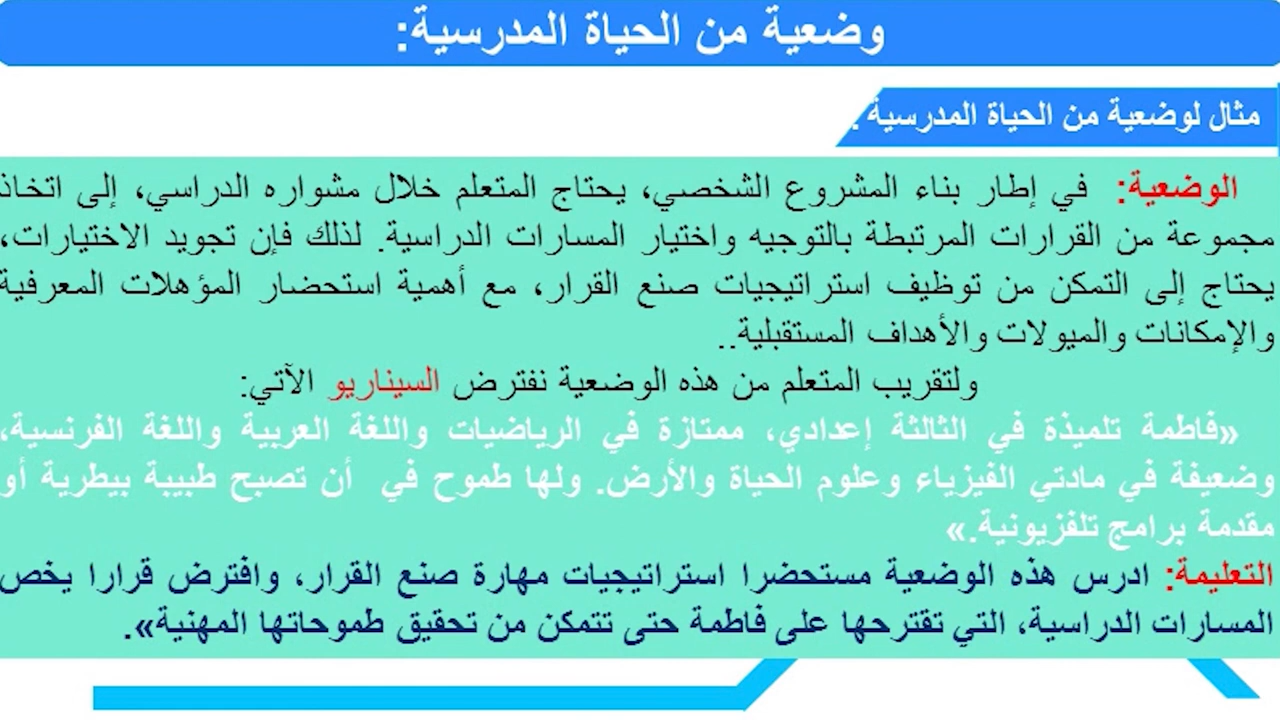 وضعية من الحياة المدرسية:
مثال لوضعية من الحياة المدرسية :
الوضعية: في إطار بناء المشروع الشخصي، يحتاج المتعلم خلال مشواره الدراسي، إلى اتخاذ
مجموعة من القرارات المرتبطة بالتوجيه واختيار المسارات الدراسية. لذلك فإن تجويد الاختيارات،
يحتاج إلى التمكن من توظيف استراتيجيات صنع القرار، مع أهمية استحضار المؤهلات المعرفية
والإمكانات والميولات والأهداف المستقبلية..
ولتقريب المتعلم من هذه الوضعية نفترض السيناريو الآتي:
«فاطمة تلميذة في الثالثة إعدادي، ممتازة في الرياضيات واللغة العربية واللغة الفرنسية،
وضعيفة في مادتي الفيزياء وعلوم الحياة والأرض. ولها طموح في أن تصبح طبيبة بيطرية أو
مقدمة برامج تلفزيونية.»
التعليمة: ادرس هذه الوضعية مستحضرا استراتيجيات مهارة صنع القرار، وافترض قرارا يخص
المسارات الدراسية، التي تقترحها على فاطمة حتى تتمكن من تحقيق طموحاتها المهنية».